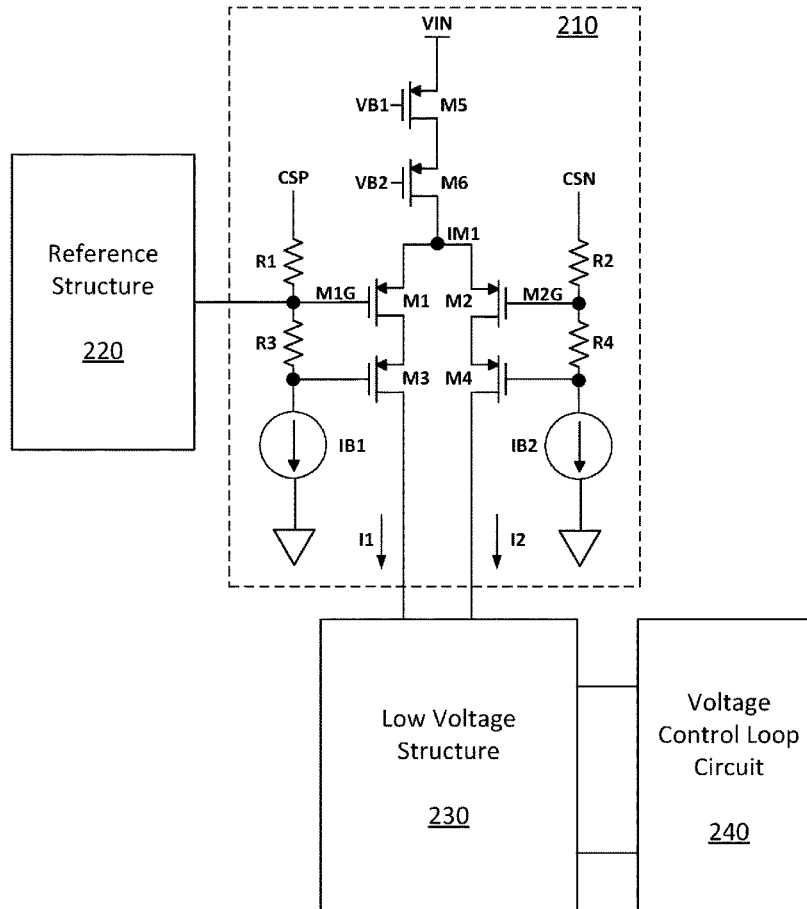 210
VIN
VB1
M5
VB2
M6
CSP
CSN
IM1
R1
R2
Reference
Structure
220
M1G
M1
M2
M2G
R3
R4
M3
M4
IB1
IB2
I1
I2
Low Voltage
Structure
230
Voltage
Control Loop
Circuit
240